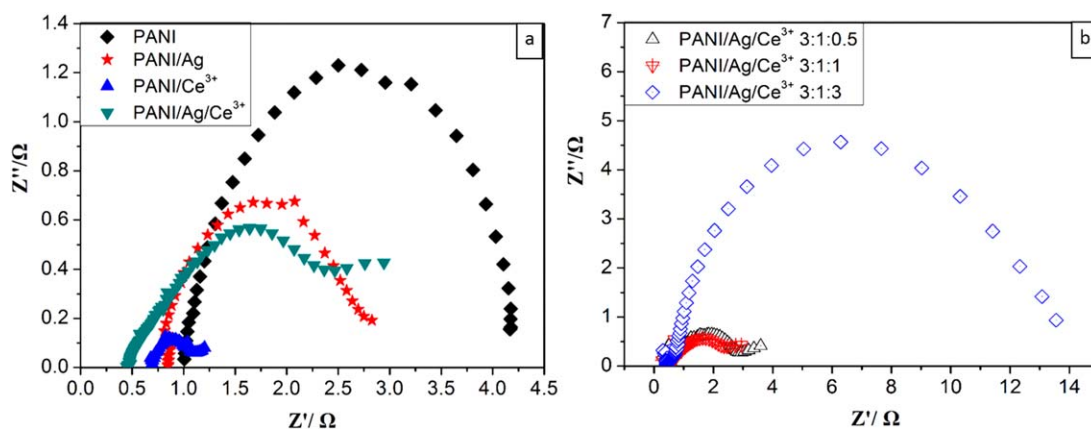 a
PANI
PANI/Ag
PANI/Ce³⁺
PANI/Ag/Ce³⁺
1.4
1.2
1.0
0.8
0.6
0.4
0.2
0.0
Z''/Ω
0.0 0.5 1.0 1.5 2.0 2.5 3.0 3.5 4.0 4.5
Z'/ Ω
b
PANI/Ag/Ce³⁺ 3:1:0.5
PANI/Ag/Ce³⁺ 3:1:1
PANI/Ag/Ce³⁺ 3:1:3
7
6
5
4
3
2
1
0
Z''/Ω
0 2 4 6 8 10 12 14
Z'/ Ω